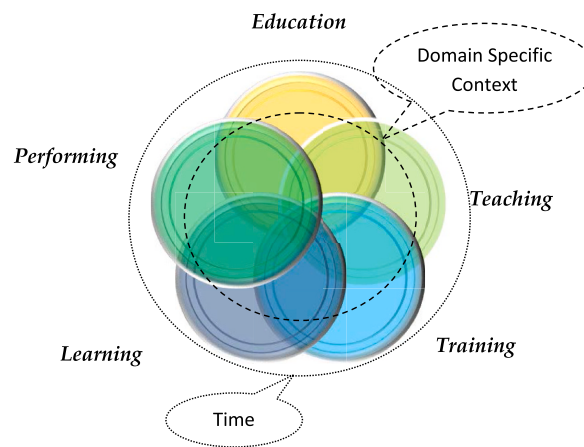 Education
Domain Specific
Context
Performing
Teaching
Learning
Training
Time